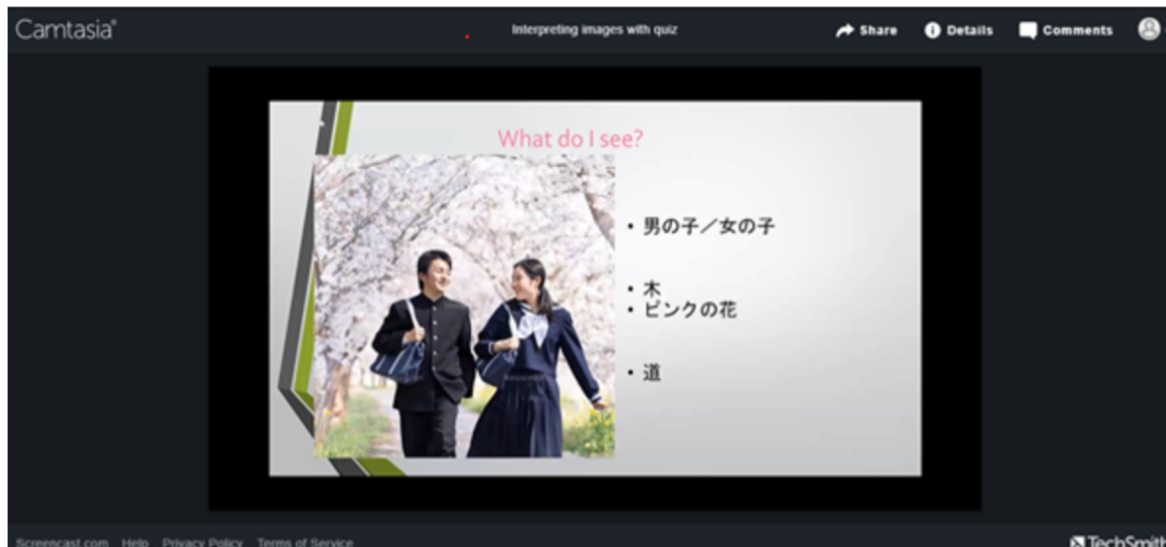 Camtasia®
Interpreting images with quiz
Share
Details
Comments
What do I see?
• 男の子／女の子
• 木
• ピンクの花
• 道
Screencast.com Help Privacy Policy Terms of Service
TechSmith